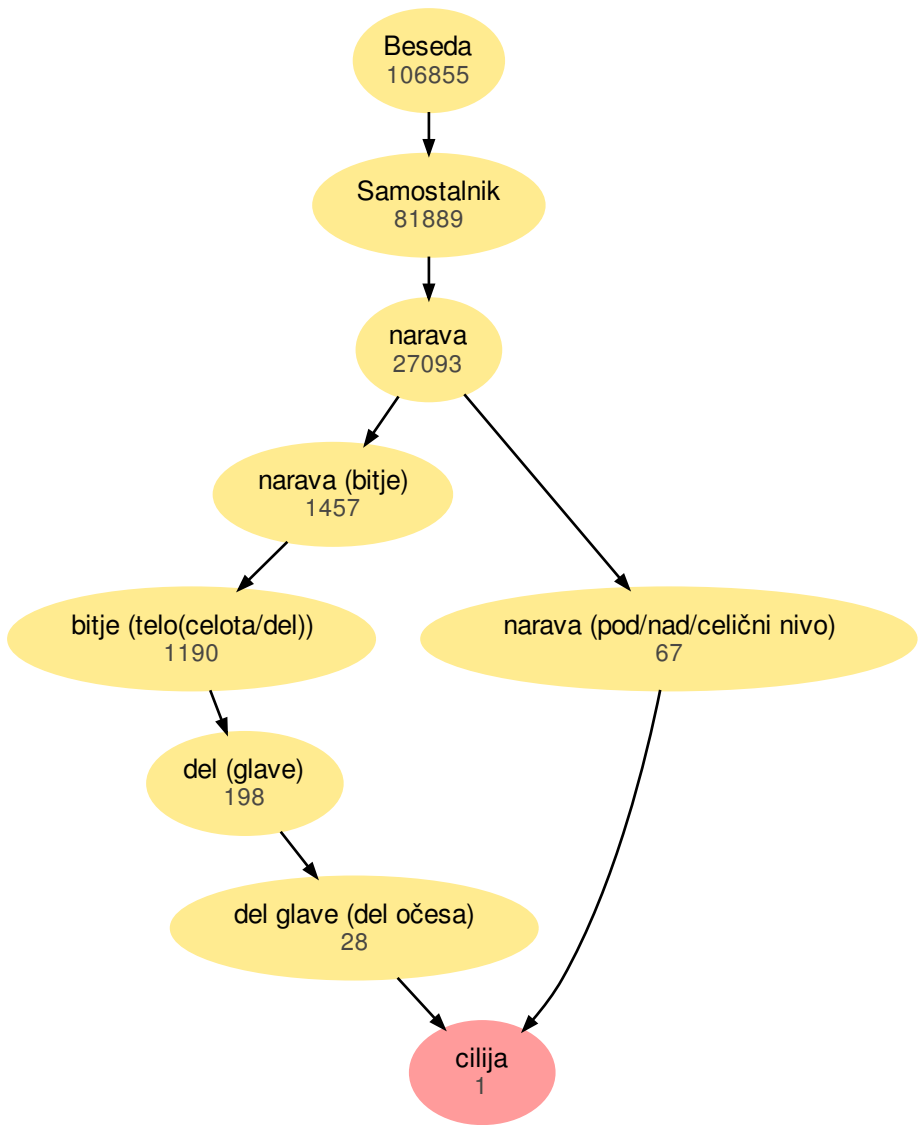 Beseda
106855
Samostalnik
81889
narava
27093
narava (bitje)
1457
bitje (telo(celota/del))
1190
narava (pod/nad/celični nivo)
67
del (glave)
198
del glave (del očesa)
28
cilija
1